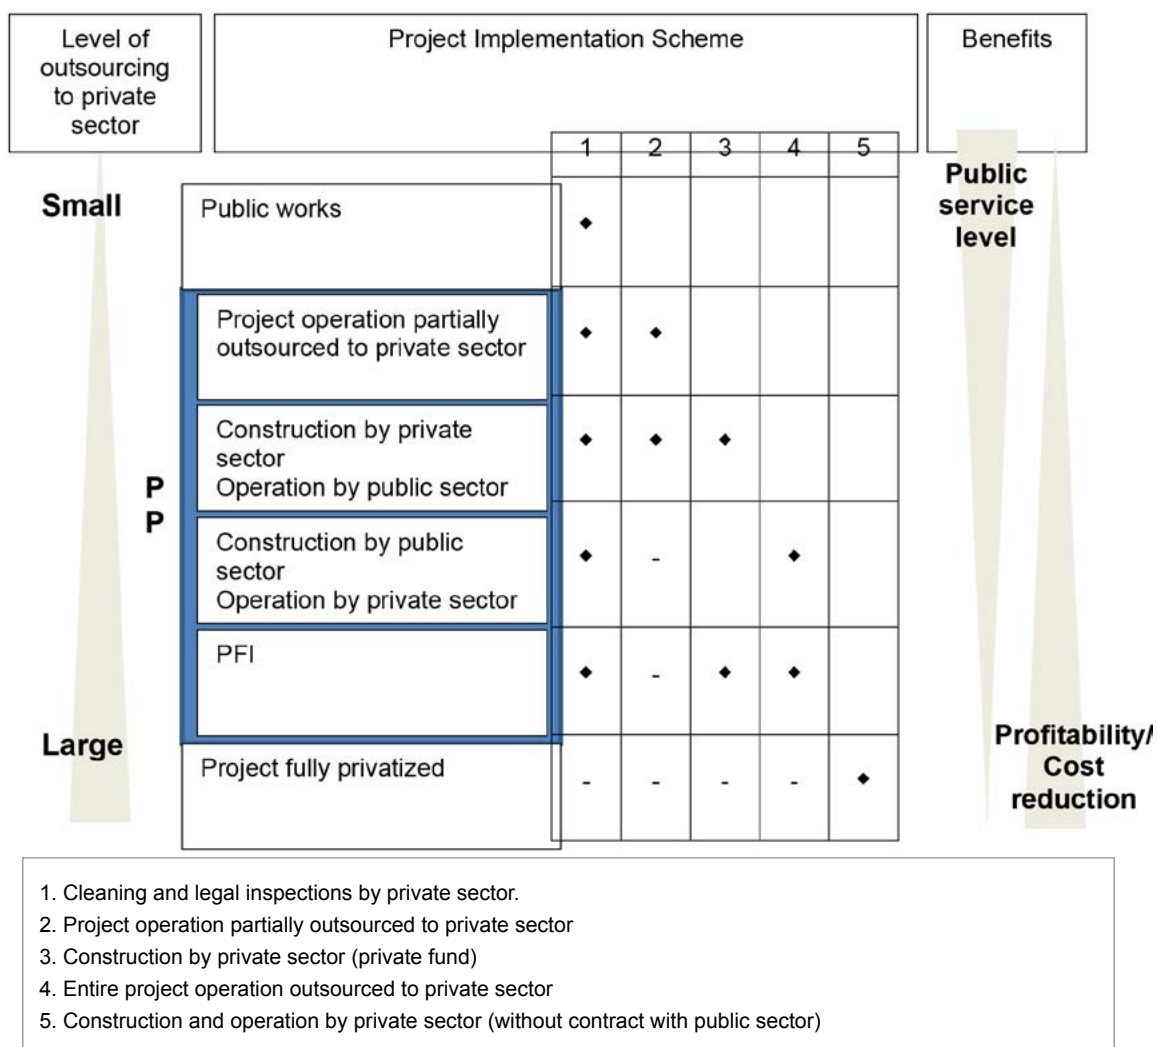 Level of
outsourcing
to private
sector
Project Implementation Scheme
Benefits
1 2 3 4 5
Small
Public
service
level
Public works
◆
Project operation partially
outsourced to private sector
◆ ◆
Construction by private
sector
Operation by public sector
◆ ◆ ◆
P
P
Construction by public
sector
Operation by private sector
◆ - ◆
PFI
◆ - ◆ ◆
Large
Project fully privatized
- - - - ◆
Profitability/
Cost
reduction
1. Cleaning and legal inspections by private sector.
2. Project operation partially outsourced to private sector
3. Construction by private sector (private fund)
4. Entire project operation outsourced to private sector
5. Construction and operation by private sector (without contract with public sector)